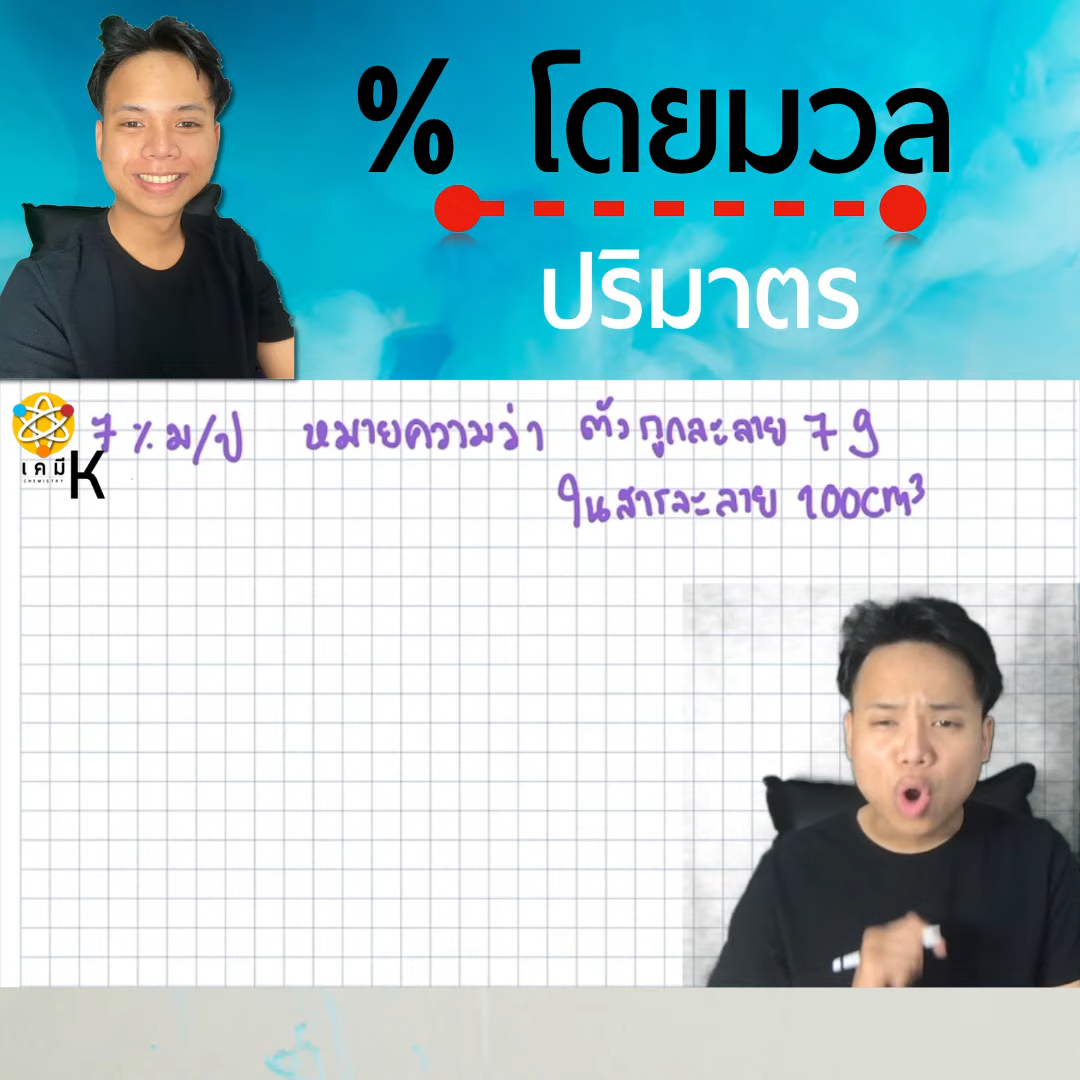 % โดยมวล
ปริมาตร
7 % ม/ป หมายความว่า ตัวถูกละลาย 7 g
ในสารละลาย 100 cm³
เคมี K
CHEMISTRY